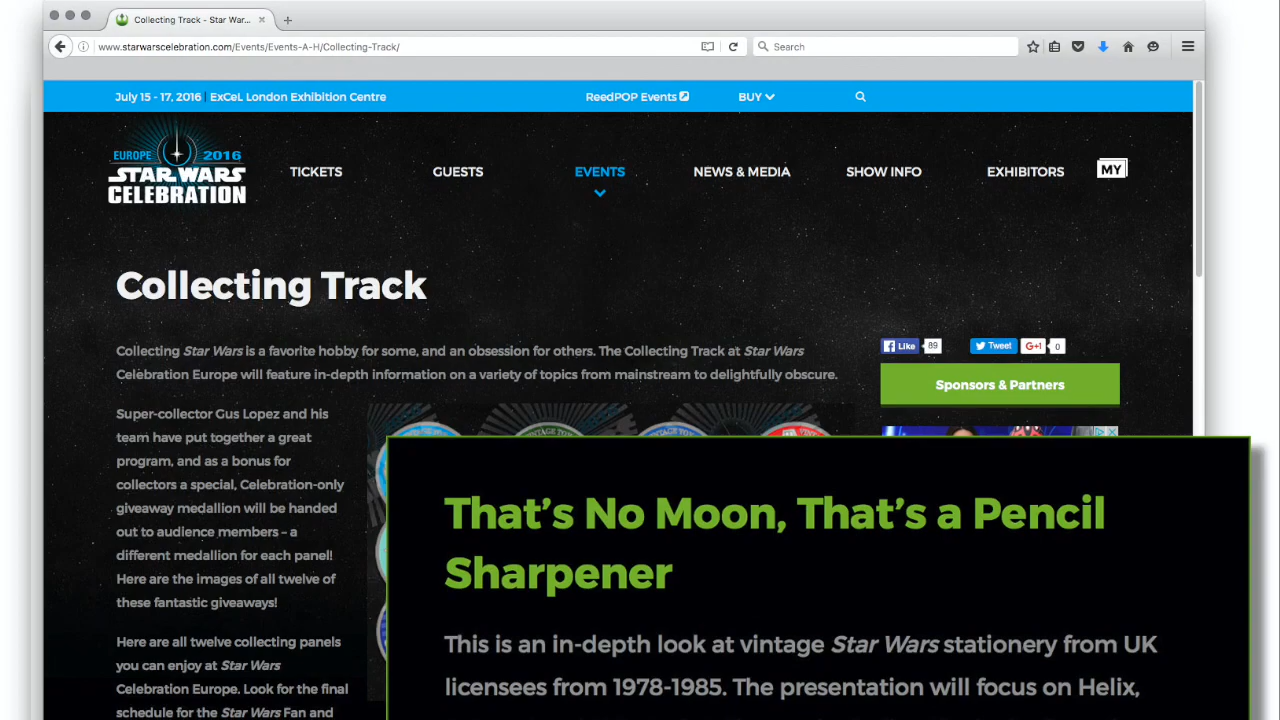 Collecting Track - Star War...
www.starwarscelebration.com/Events/Events-A-H/Collecting-Track/
Search
July 15 - 17, 2016 | ExCeL London Exhibition Centre
ReedPOP Events
BUY
EUROPE 2016
STAR WARS
CELEBRATION
TICKETS
GUESTS
EVENTS
NEWS & MEDIA
SHOW INFO
EXHIBITORS
MY
Collecting Track
Collecting Star Wars is a favorite hobby for some, and an obsession for others. The Collecting Track at Star Wars
Celebration Europe will feature in-depth information on a variety of topics from mainstream to delightfully obscure.
Like 89
Tweet
G+1 0
Sponsors & Partners
Super-collector Gus Lopez and his
team have put together a great
program, and as a bonus for
collectors a special, Celebration-only
giveaway medallion will be handed
out to audience members – a
different medallion for each panel!
Here are the images of all twelve of
these fantastic giveaways!
Here are all twelve collecting panels
you can enjoy at Star Wars
Celebration Europe. Look for the final
schedule for the Star Wars Fan and
That's No Moon, That's a Pencil
Sharpener
This is an in-depth look at vintage Star Wars stationery from UK
licensees from 1978-1985. The presentation will focus on Helix,